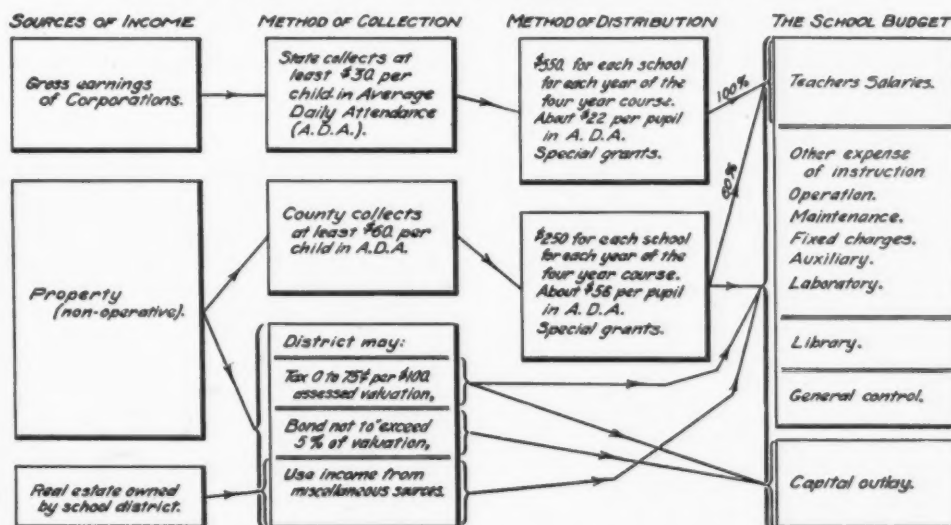 SOURCES OF INCOME
METHOD OF COLLECTION
METHOD OF DISTRIBUTION
THE SCHOOL BUDGET
Gross earnings
of Corporations.
State collects at
least $30. per
child in Average
Daily Attendance
(A.D.A.).
$550. for each school
for each year of the
four year course.
About $22 per pupil
in A.D.A.
Special grants.
100%
Teachers Salaries.
Property
(non-operative).
County collects
at least $60. per
child in A.D.A.
$250 for each school
for each year of the
four year course.
About $56 per pupil
in A.D.A.
Special grants.
60%
Other expense
of instruction
Operation.
Maintenance.
Fixed charges.
Auxiliary.
Laboratory.
Library.
General control.
Capital outlay.
District may:
Tax 0 to 75¢ per $100.
assessed valuation,
Bond not to exceed
5% of valuation,
Use income from
miscellaneous sources.
Real estate owned
by school district.